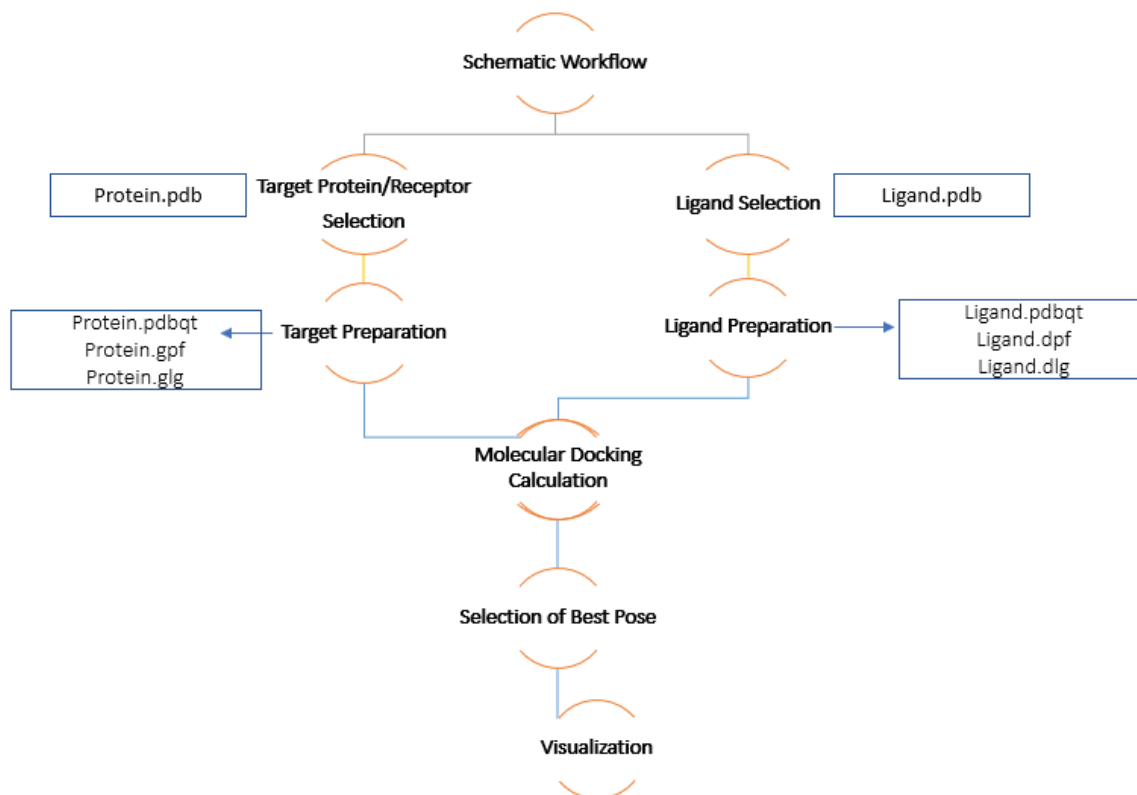 Schematic Workflow
Protein.pdb
Target Protein/Receptor
Selection
Ligand Selection
Ligand.pdb
Protein.pdbqt
Protein.gpf
Protein.glg
Target Preparation
Ligand Preparation
Ligand.pdbqt
Ligand.dpf
Ligand.dlg
Molecular Docking
Calculation
Selection of Best Pose
Visualization